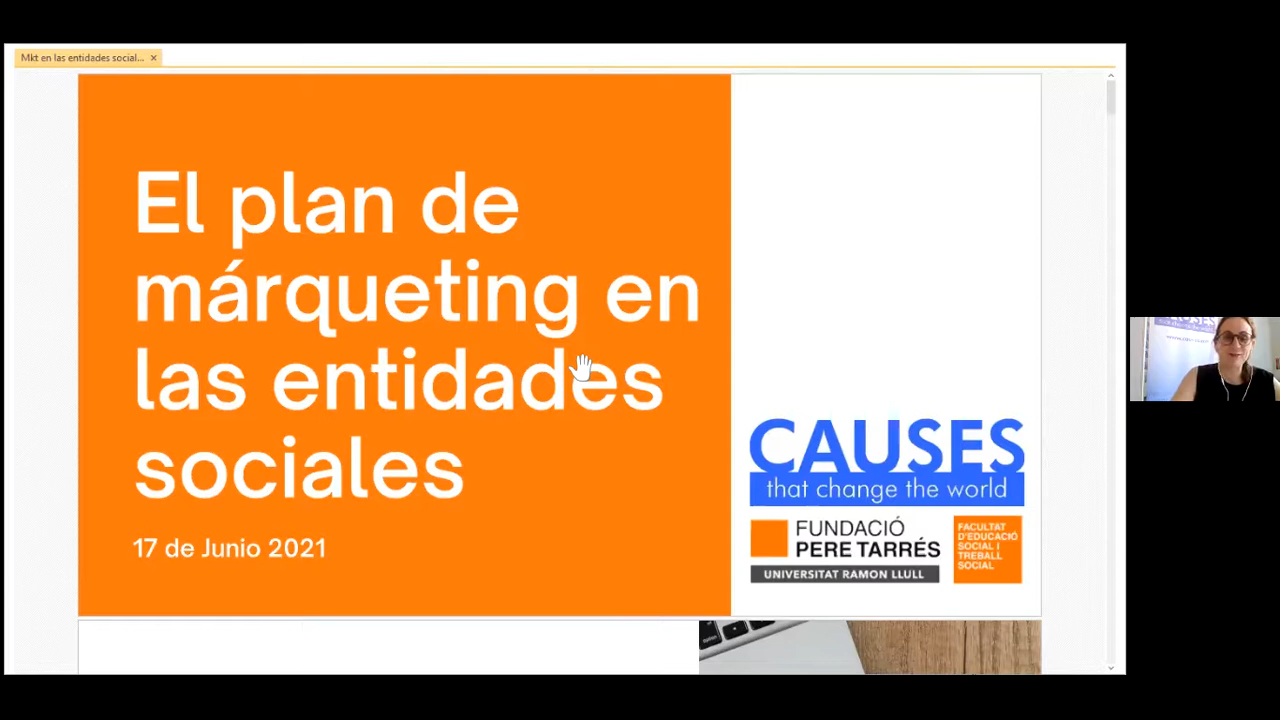 Mkt en las entidades social...
El plan de
márqueting en
las entidades
sociales
17 de Junio 2021
CAUSES
that change the world
FUNDACIÓ
PERE TARRÉS
UNIVERSITAT RAMON LLULL
FACULTAT
D'EDUCACIÓ
SOCIAL I
TREBALL
SOCIAL